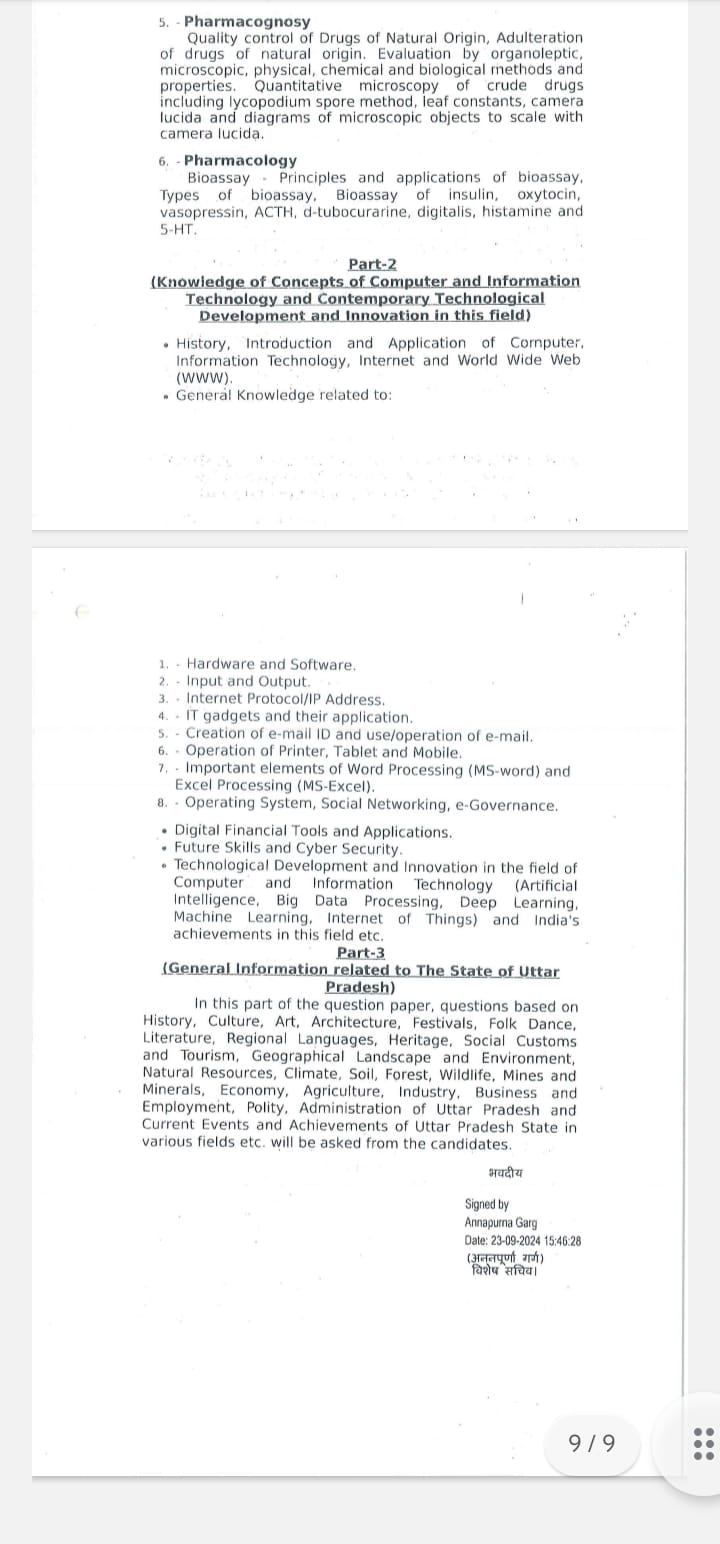 5. - Pharmacognosy
Quality control of Drugs of Natural Origin, Adulteration
of drugs of natural origin. Evaluation by organoleptic,
microscopic, physical, chemical and biological methods and
properties. Quantitative microscopy of crude drugs
including lycopodium spore method, leaf constants, camera
lucida and diagrams of microscopic objects to scale with
camera lucida.
6. - Pharmacology
Bioassay - Principles and applications of bioassay,
Types of bioassay, Bioassay of insulin, oxytocin,
vasopressin, ACTH, d-tubocurarine, digitalis, histamine and
5-HT.
Part-2
(Knowledge of Concepts of Computer and Information
Technology and Contemporary Technological
Development and Innovation in this field)
• History, Introduction and Application of Computer,
Information Technology, Internet and World Wide Web
(WWW).
• General Knowledge related to:
1. - Hardware and Software.
2. - Input and Output.
3. - Internet Protocol/IP Address.
4. - IT gadgets and their application.
5. - Creation of e-mail ID and use/operation of e-mail.
6. - Operation of Printer, Tablet and Mobile.
7. - Important elements of Word Processing (MS-word) and
Excel Processing (MS-Excel).
8. - Operating System, Social Networking, e-Governance.
• Digital Financial Tools and Applications.
• Future Skills and Cyber Security.
• Technological Development and Innovation in the field of
Computer and Information Technology (Artificial
Intelligence, Big Data Processing, Deep Learning,
Machine Learning, Internet of Things) and India's
achievements in this field etc.
Part-3
(General Information related to The State of Uttar
Pradesh)
In this part of the question paper, questions based on
History, Culture, Art, Architecture, Festivals, Folk Dance,
Literature, Regional Languages, Heritage, Social Customs
and Tourism, Geographical Landscape and Environment,
Natural Resources, Climate, Soil, Forest, Wildlife, Mines and
Minerals, Economy, Agriculture, Industry, Business and
Employment, Polity, Administration of Uttar Pradesh and
Current Events and Achievements of Uttar Pradesh State in
various fields etc. will be asked from the candidates.
भवदीय
Signed by
Annapurna Garg
Date: 23-09-2024 15:46:28
(अन्नपूर्णा गर्ग)
विशेष सचिव।
9 / 9